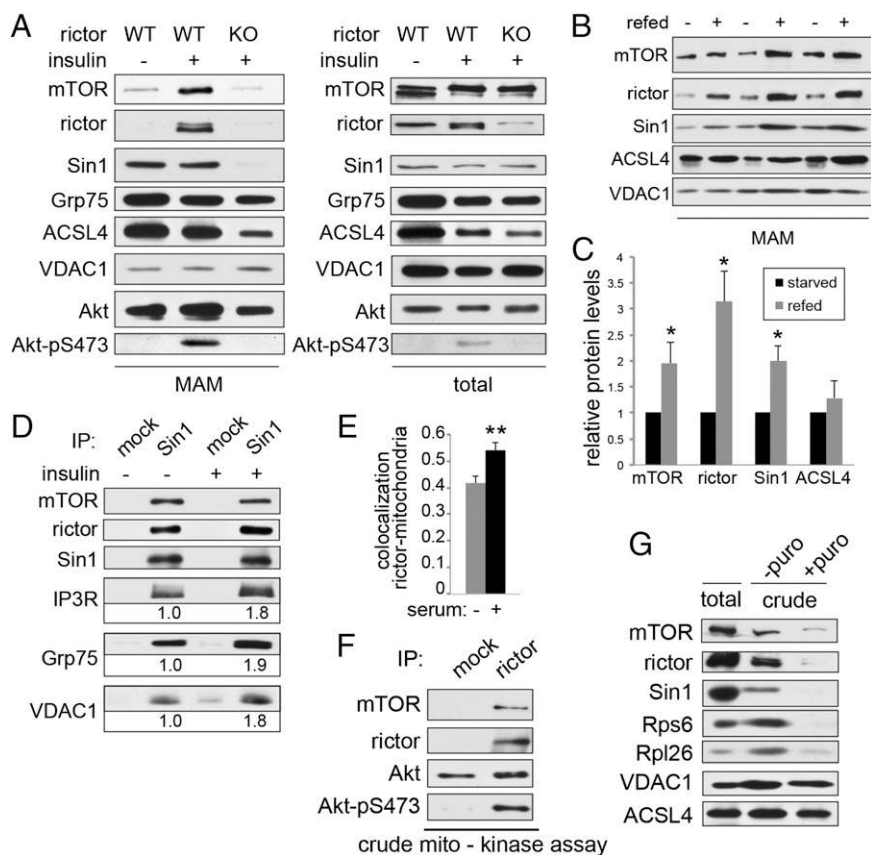 A
rictor WT WT KO
insulin - + +
mTOR
rictor
Sin1
Grp75
ACSL4
VDAC1
Akt
Akt-pS473
MAM
rictor WT WT KO
insulin - + +
mTOR
rictor
Sin1
Grp75
ACSL4
VDAC1
Akt
Akt-pS473
total
B
refed - + - + - +
mTOR
rictor
Sin1
ACSL4
VDAC1
MAM
C
relative protein levels
4
3.5
3
2.5
2
1.5
1
0.5
0
* * *
starved
refed
mTOR rictor Sin1 ACSL4
D
IP: mock Sin1 mock Sin1
insulin - - + +
mTOR
rictor
Sin1
IP3R
1.0 1.8
Grp75
1.0 1.9
VDAC1
1.0 1.8
E
colocalization
rictor-mitochondria
0.6
0.5
0.4
0.3
0.2
0.1
0
**
serum: - +
F
IP: mock rictor
mTOR
rictor
Akt
Akt-pS473
crude mito - kinase assay
G
-puro +puro
total crude
mTOR
rictor
Sin1
Rps6
Rpl26
VDAC1
ACSL4